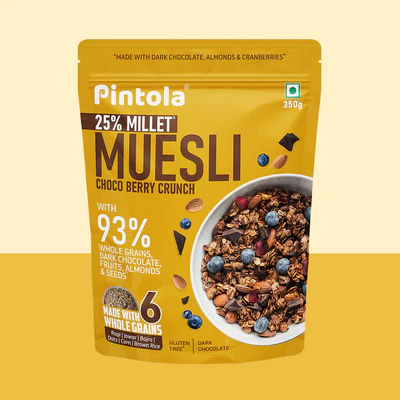 "MADE WITH DARK CHOCOLATE, ALMONDS & CRANBERRIES"
Pintola®
350g
25% MILLET
MUESLI
CHOCO BERRY CRUNCH
WITH
93%
WHOLE GRAINS,
DARK CHOCOLATE,
FRUITS, ALMONDS
& SEEDS
MADE WITH 6
WHOLE GRAINS
Ragi | Jowar | Bajra |
Oats | Corn | Brown Rice
GLUTEN FREE
DARK CHOCOLATE